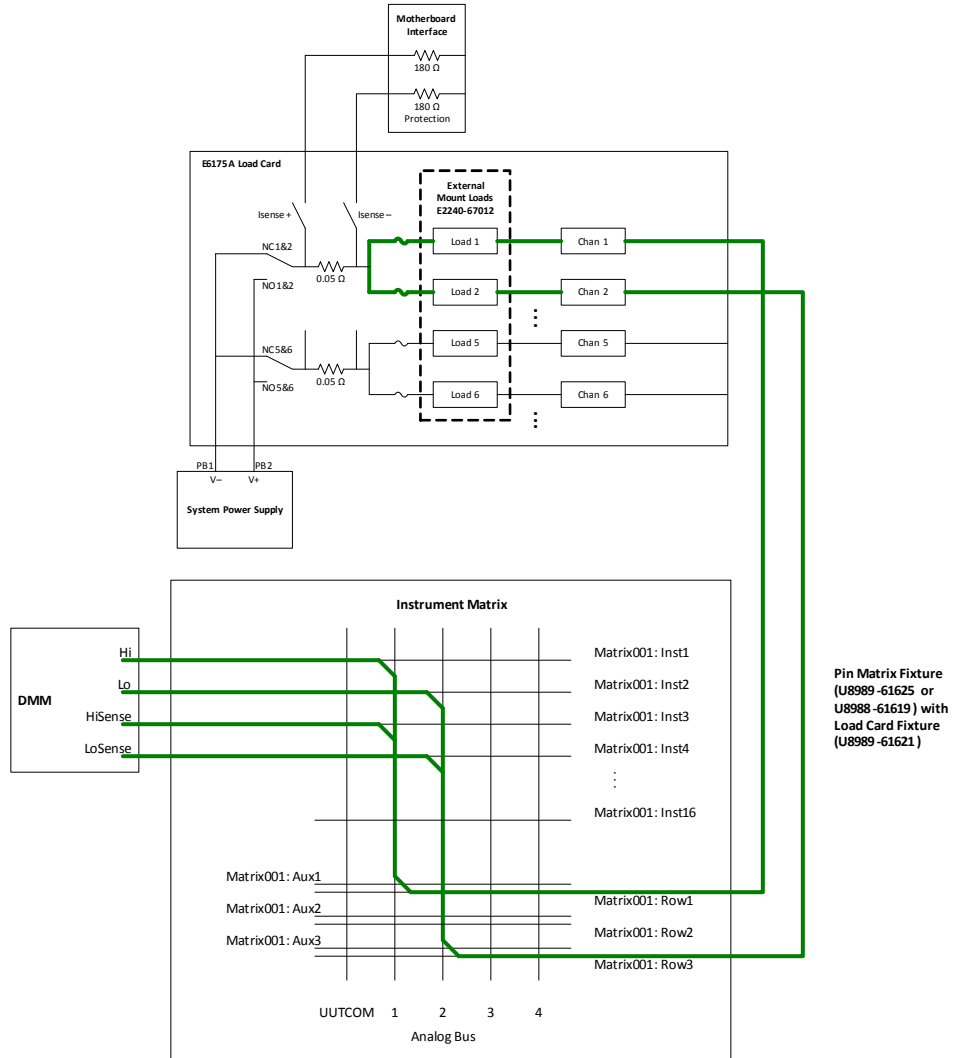 Motherboard
Interface
180 Ω
180 Ω
Protection
E6175A Load Card
External
Mount Loads
E2240-67012
Isense +
Isense –
NC1&2
Load 1
Chan 1
0.05 Ω
NO1&2
Load 2
Chan 2
NC5&6
Load 5
Chan 5
0.05 Ω
NO5&6
Load 6
Chan 6
PB1
PB2
V–
V+
System Power Supply
Instrument Matrix
Hi
Matrix001: Inst1
Lo
Matrix001: Inst2
DMM
HiSense
Matrix001: Inst3
LoSense
Matrix001: Inst4
Matrix001: Inst16
Pin Matrix Fixture
(U8989-61625 or
U8988-61619) with
Load Card Fixture
(U8989-61621)
Matrix001: Aux1
Matrix001: Row1
Matrix001: Aux2
Matrix001: Row2
Matrix001: Aux3
Matrix001: Row3
UUTCOM 1 2 3 4
Analog Bus